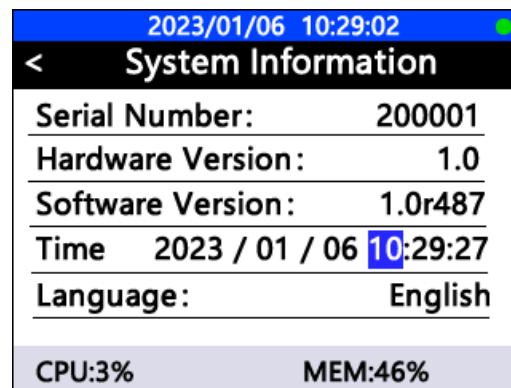 2023/01/06 10:29:02
< System Information
Serial Number: 200001
Hardware Version: 1.0
Software Version: 1.0r487
Time 2023 / 01 / 06 10:29:27
Language: English
CPU:3% MEM:46%